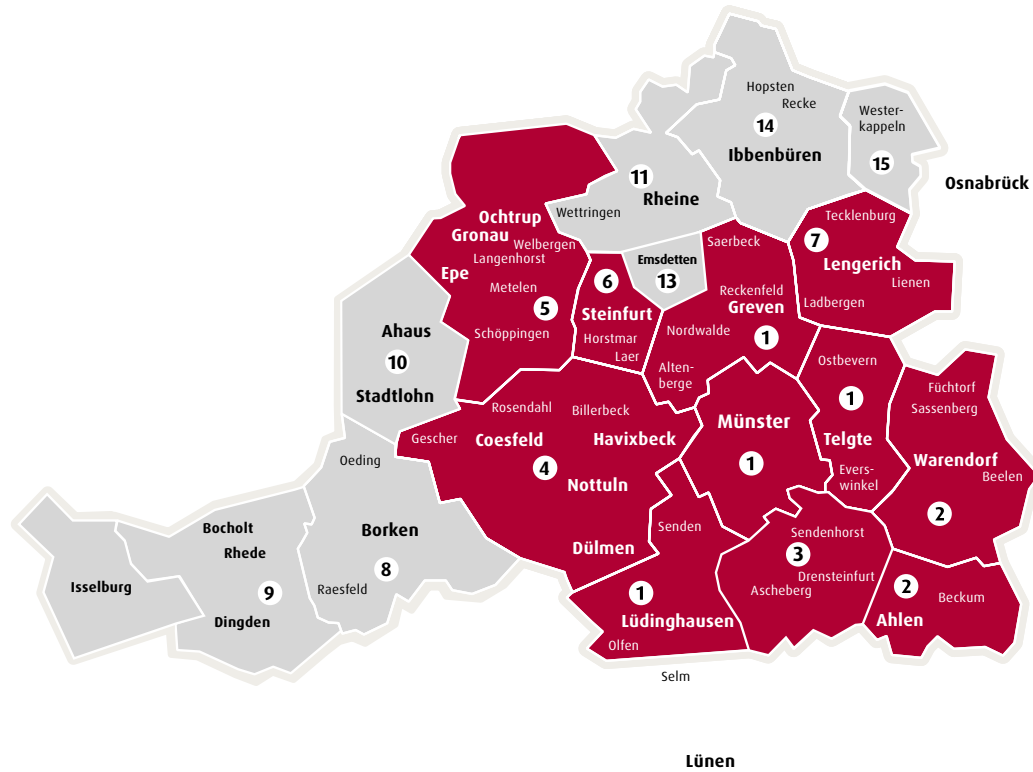 Hopsten
Recke
14
Ibbenbüren
Wester-
kappeln
15
Osnabrück
11
Rheine
Wettringen
Ochtrup
Gronau
Welbergen
Langenhorst
Epe
Metelen
5
Schöppingen
Emsdetten
13
6
Steinfurt
Horstmar
Laer
Saerbeck
Reckenfeld
Greven
Nordwalde
1
Alten-
berge
Tecklenburg
7
Lengerich
Lienen
Ladbergen
Ahaus
10
Stadtlohn
Ostbevern
1
Telgte
Evers-
winkel
Füchtorf
Sassenberg
Warendorf
Beelen
2
Münster
1
Rosendahl
Billerbeck
Gescher
Coesfeld
Havixbeck
4
Nottuln
Dülmen
Oeding
Borken
8
Raesfeld
Bocholt
Rhede
9
Dingden
Isselburg
Senden
1
Lüdinghausen
Olfen
Sendenhorst
3
Drensteinfurt
Ascheberg
2
Beckum
Ahlen
Selm
Lünen